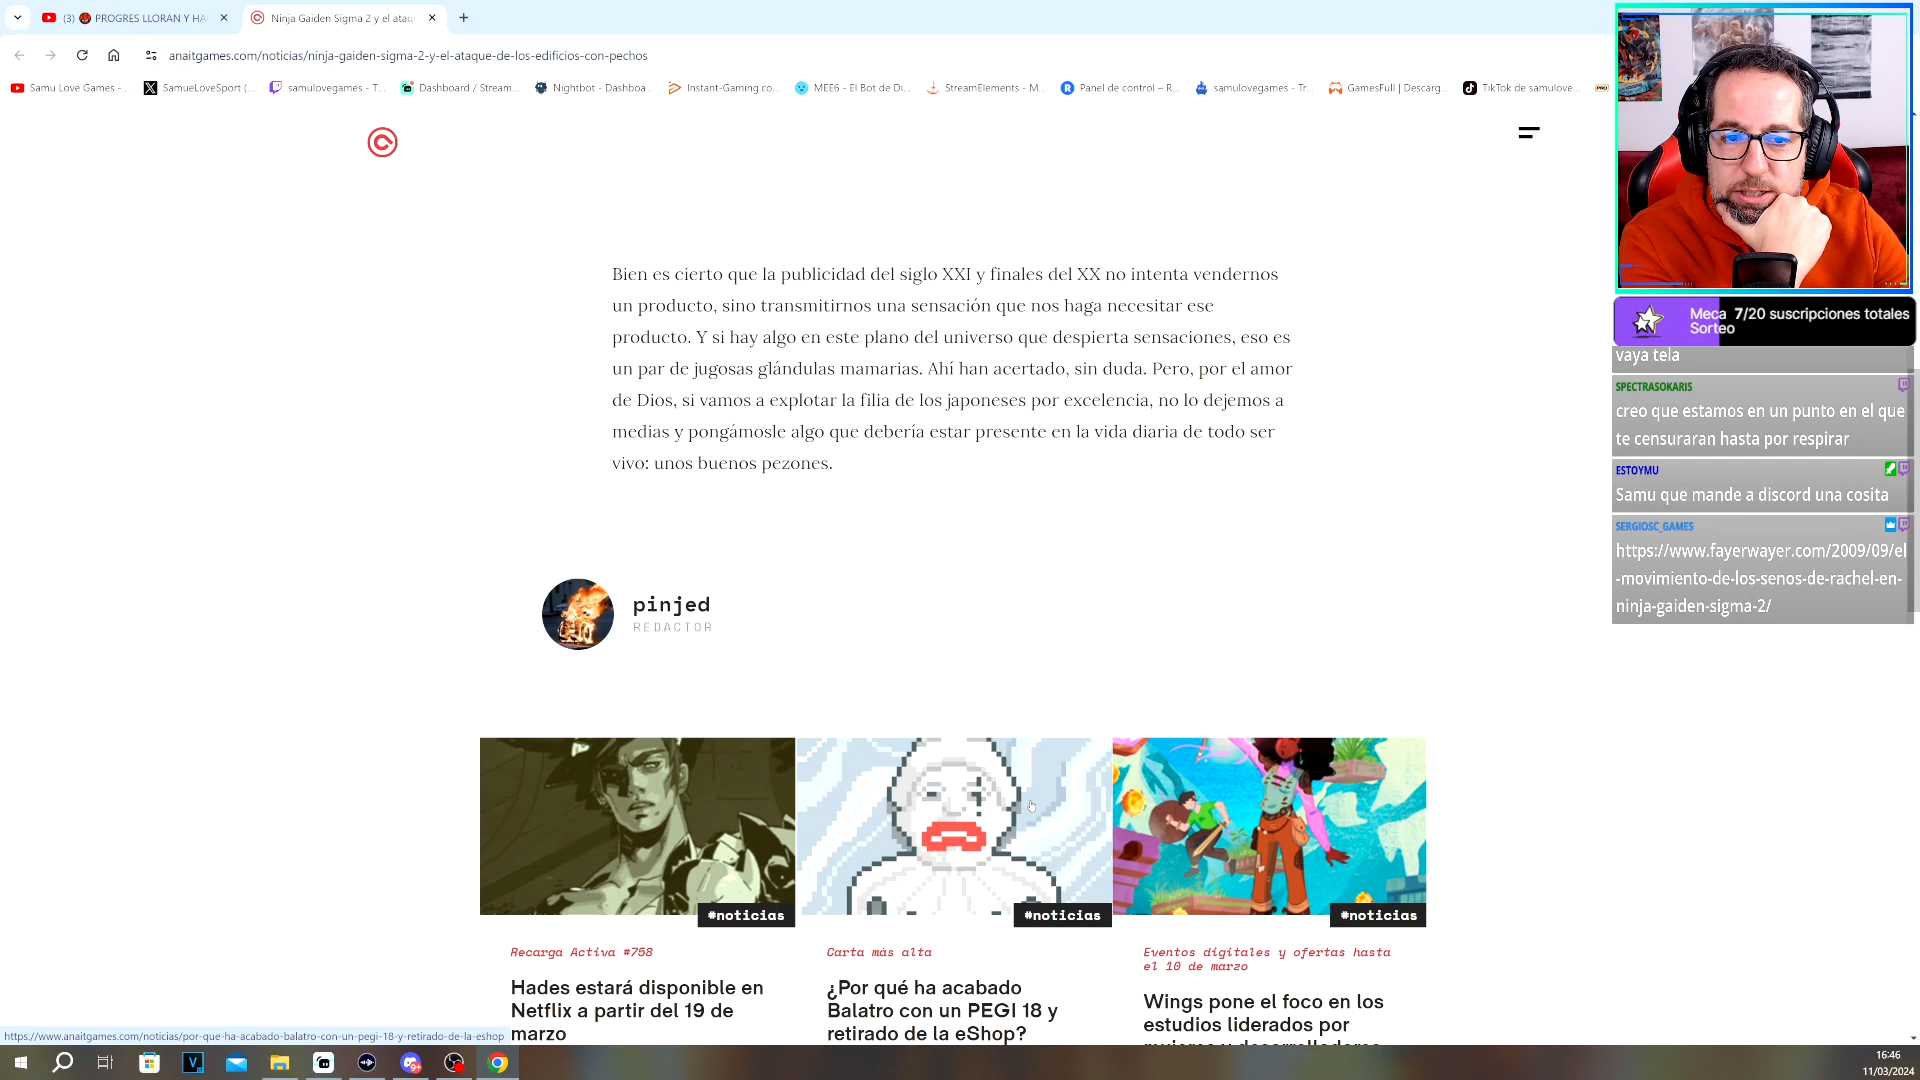 (3) PROGRES LLORAN Y HA
Ninja Gaiden Sigma 2 y el ataq
anaitgames.com/noticias/ninja-gaiden-sigma-2-y-el-ataque-de-los-edificios-con-pechos
Samu Love Games -...
SamueLoveSport (...
samulovegames - T...
Dashboard / Stream...
Nightbot - Dashboa...
Instant-Gaming.co...
MEE6 - El Bot de Di...
StreamElements - M...
Panel de control – R...
samulovegames - Tr...
GamesFull | Descarg...
TikTok de samulove...
PRO
Bien es cierto que la publicidad del siglo XXI y finales del XX no intenta vendernos
un producto, sino transmitirnos una sensación que nos haga necesitar ese
producto. Y si hay algo en este plano del universo que despierta sensaciones, eso es
un par de jugosas glándulas mamarias. Ahí han acertado, sin duda. Pero, por el amor
de Dios, si vamos a explotar la filia de los japoneses por excelencia, no lo dejemos a
medias y pongámosle algo que debería estar presente en la vida diaria de todo ser
vivo: unos buenos pezones.
pinjed
REDACTOR
#noticias
#noticias
#noticias
Recarga Activa #758
Hades estará disponible en
Netflix a partir del 19 de
marzo
Carta más alta
¿Por qué ha acabado
Balatro con un PEGI 18 y
retirado de la eShop?
Eventos digitales y ofertas hasta
el 10 de marzo
Wings pone el foco en los
estudios liderados por
mujeres y desarrolladores
Meca 7/20 suscripciones totales
Sorteo
vaya tela
SPECTRASOKARIS
creo que estamos en un punto en el que
te censuraran hasta por respirar
ESTOYMU
Samu que mande a discord una cosita
SERGIOSC_GAMES
https://www.fayerwayer.com/2009/09/el
-movimiento-de-los-senos-de-rachel-en-
ninja-gaiden-sigma-2/
https://www.anaitgames.com/noticias/por-que-ha-acabado-balatro-con-un-pegi-18-y-retirado-de-la-eshop
16:46
11/03/2024